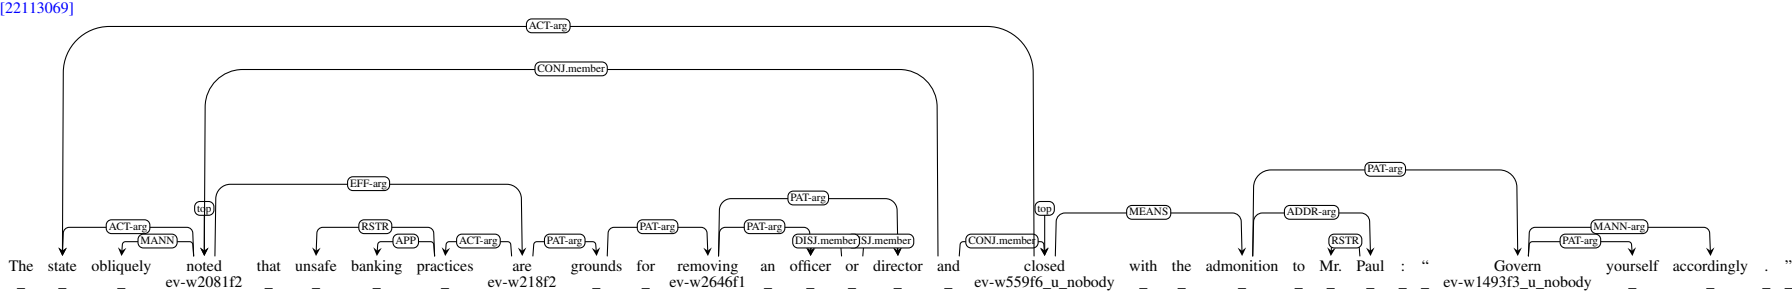 [22113069]
ACT-arg
CONJ.member
PAT-arg
EFF-arg
PAT-arg
top top MEANS ADDR-arg
ACT-arg RSTR PAT-arg PAT-arg MANN-arg
MANN APP ACT-arg PAT-arg DISJ.member SJ.member CONJ.member RSTR PAT-arg
The state obliquely noted that unsafe banking practices are grounds for removing an officer or director and closed with the admonition to Mr. Paul : “ Govern yourself accordingly . ”
_ _ _ ev-w2081f2 _ _ _ _ ev-w218f2 _ _ ev-w2646f1 _ _ _ _ _ ev-w559f6_u_nobody _ _ _ _ _ _ _ _ ev-w1493f3_u_nobody _ _ _ _